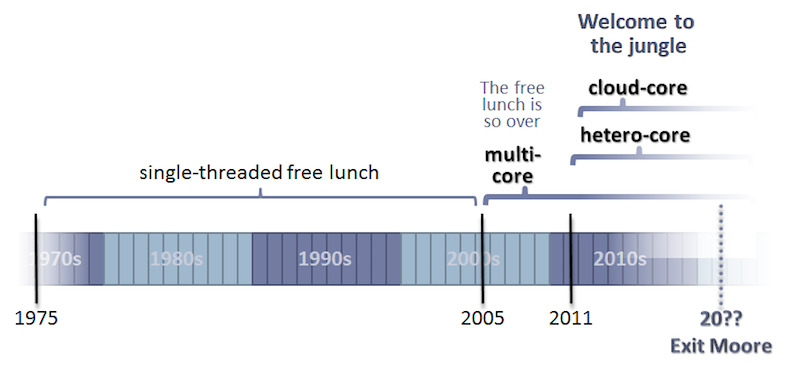 Welcome to
the jungle
The free
lunch is
so over
cloud-core
hetero-core
multi-
core
single-threaded free lunch
1970s
1980s
1990s
2000s
2010s
1975
2005
2011
20??
Exit Moore